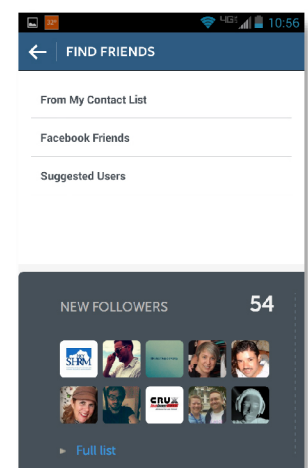 32°
4G
10:56
FIND FRIENDS
From My Contact List
Facebook Friends
Suggested Users
NEW FOLLOWERS 54
SHRM
CRU
Full list